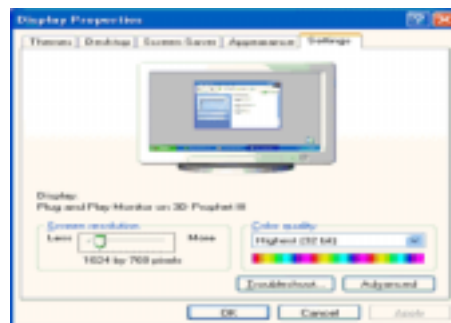 Display Properties
Themes Desktop Screen Saver Appearance Settings
Display:
Plug and Play Monitor on 3D Prophet III
Screen resolution
Less More
1024 by 768 pixels
Color quality
Highest (32 bit)
Troubleshoot... Advanced
OK Cancel Apply